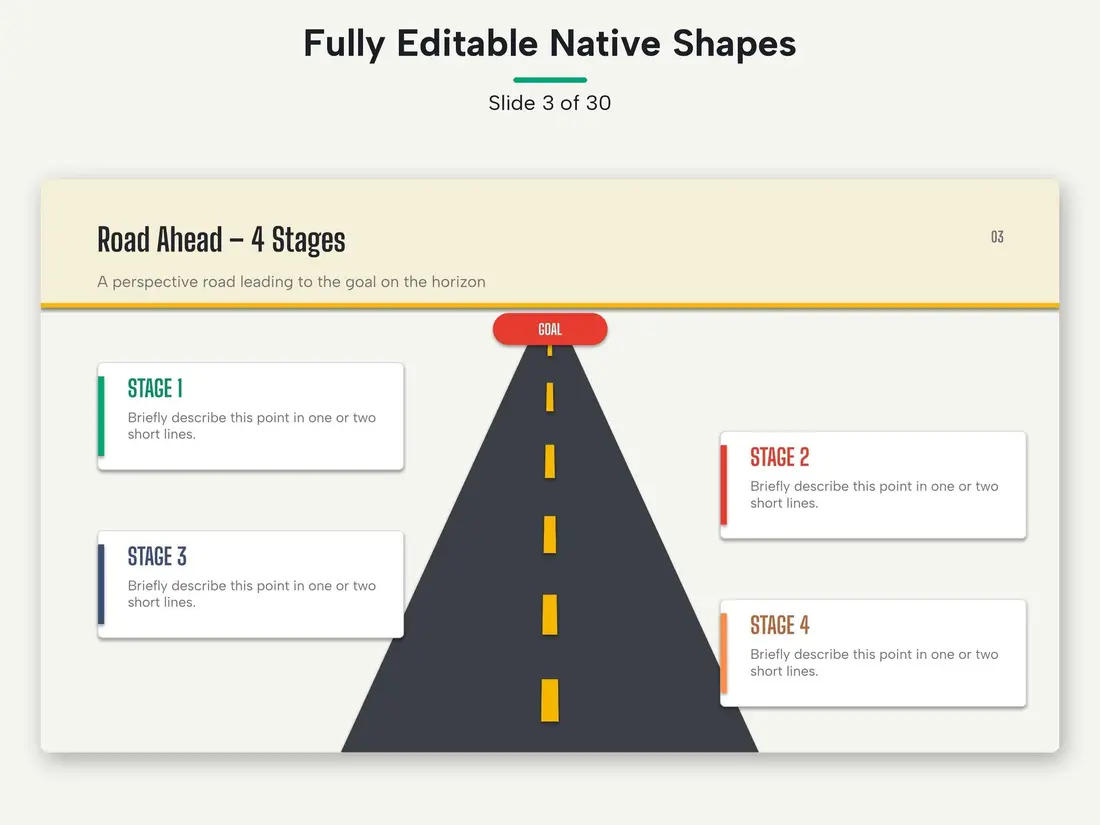 Fully Editable Native Shapes
Slide 3 of 30
Road Ahead – 4 Stages
03
A perspective road leading to the goal on the horizon
GOAL
STAGE 1
Briefly describe this point in one or two
short lines.
STAGE 2
Briefly describe this point in one or two
short lines.
STAGE 3
Briefly describe this point in one or two
short lines.
STAGE 4
Briefly describe this point in one or two
short lines.